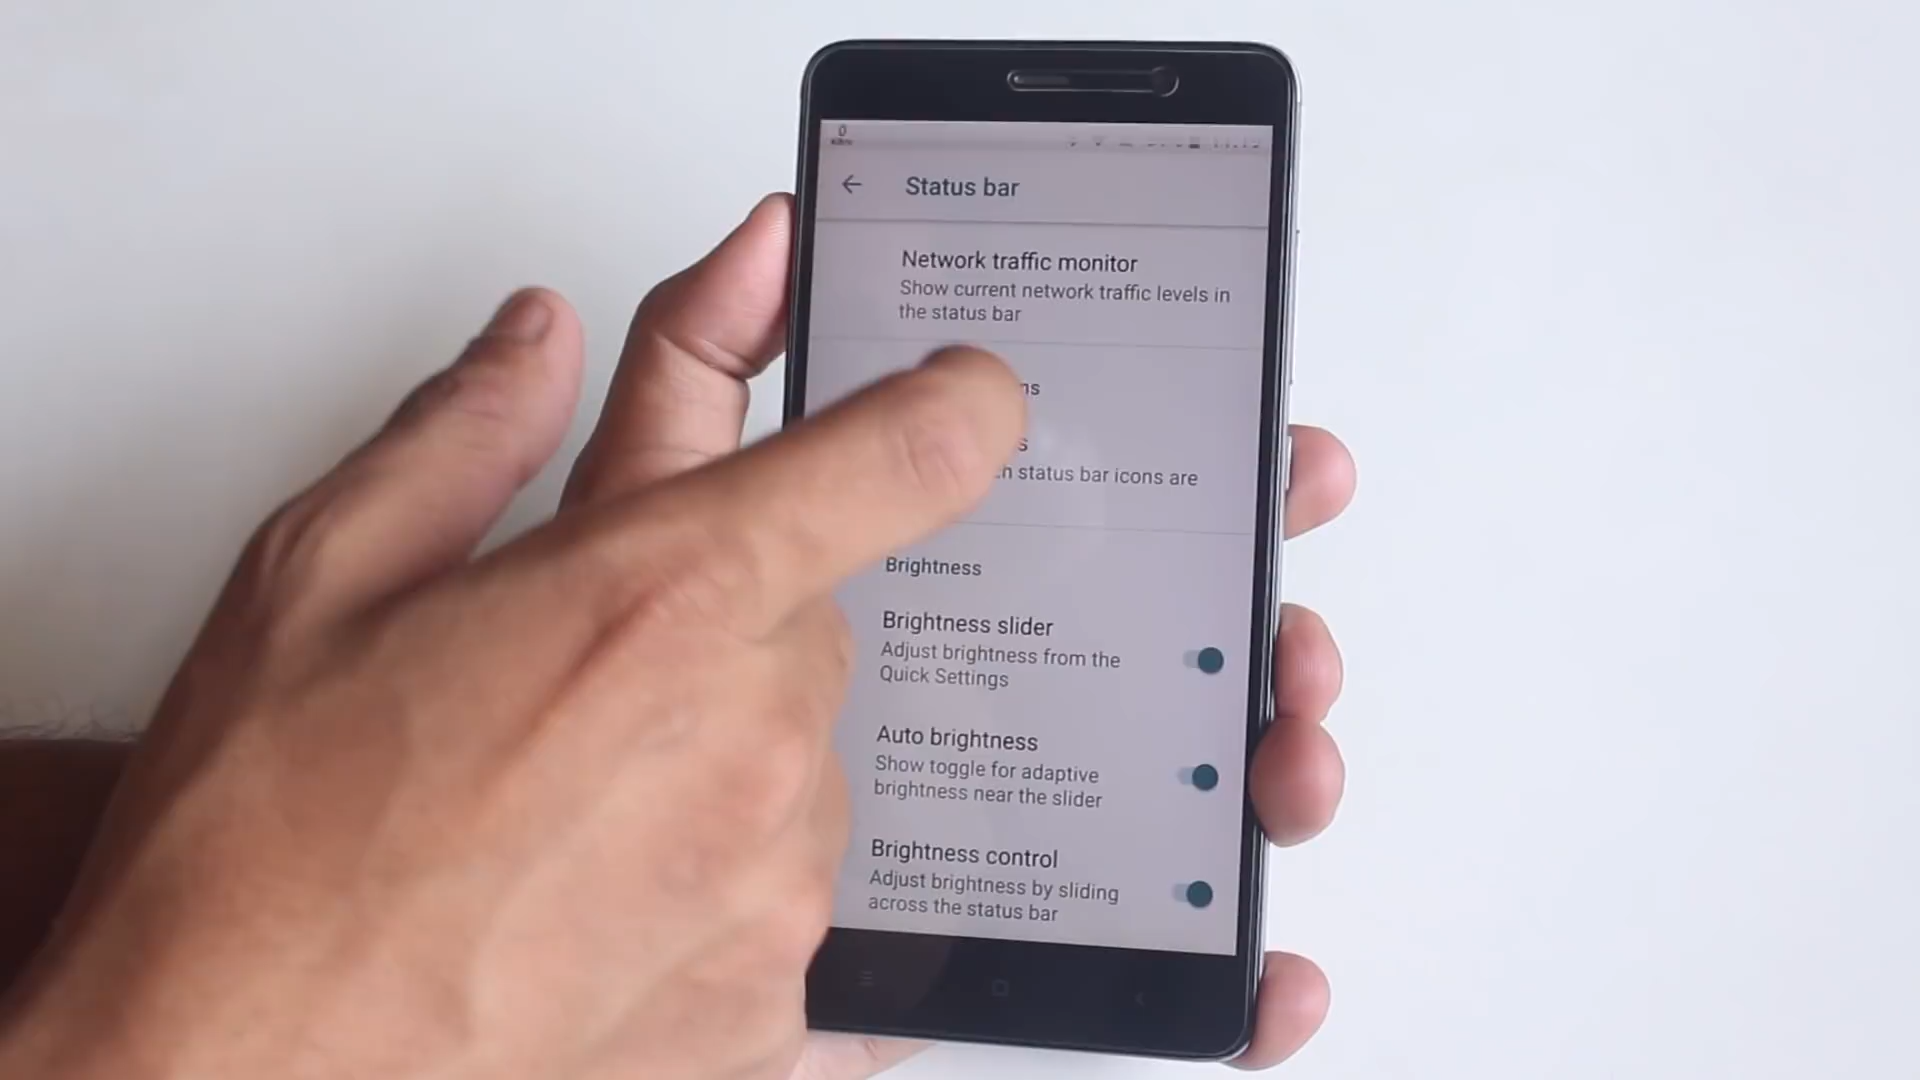 0
Status bar
Network traffic monitor
Show current network traffic levels in
the status bar
status bar icons are
Brightness
Brightness slider
Adjust brightness from the
Quick Settings
Auto brightness
Show toggle for adaptive
brightness near the slider
Brightness control
Adjust brightness by sliding
across the status bar